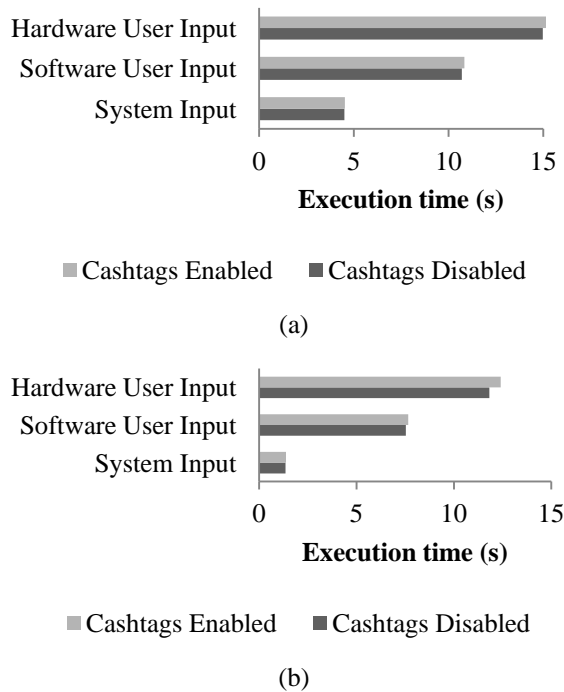 Hardware User Input
Software User Input
System Input
0 5 10 15
Execution time (s)
Cashtags Enabled Cashtags Disabled
(a)
Hardware User Input
Software User Input
System Input
0 5 10 15
Execution time (s)
Cashtags Enabled Cashtags Disabled
(b)